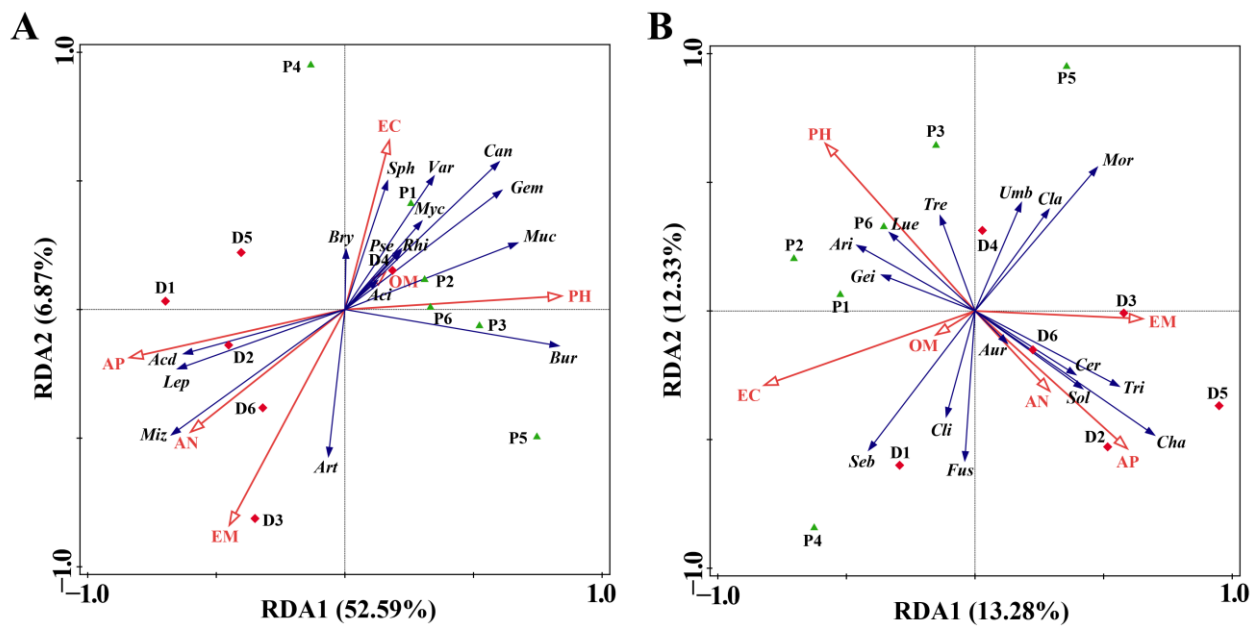 A
1.0
P4
EC
Sph
Var
Can
P1
Gem
Myc
Bry
Pse
Rhi
Muc
D5
D4
OM
P2
Aci
D1
PH
P6
P3
AP
Acd
D2
Bur
Lep
D6
Miz
AN
P5
Art
EM
D3
RDA2 (6.87%)
-1.0
-1.0
1.0
RDA1 (52.59%)
B
1.0
P5
PH
P3
Mor
Umb
Cla
Tre
P6
Lue
D4
Ari
P2
Gei
P1
D3
EM
OM
Aur
D6
Cer
EC
Tri
AN
Sol
D5
Cli
D2
Cha
Seb
D1
Fus
AP
P4
RDA2 (12.33%)
-1.0
-1.0
1.0
RDA1 (13.28%)